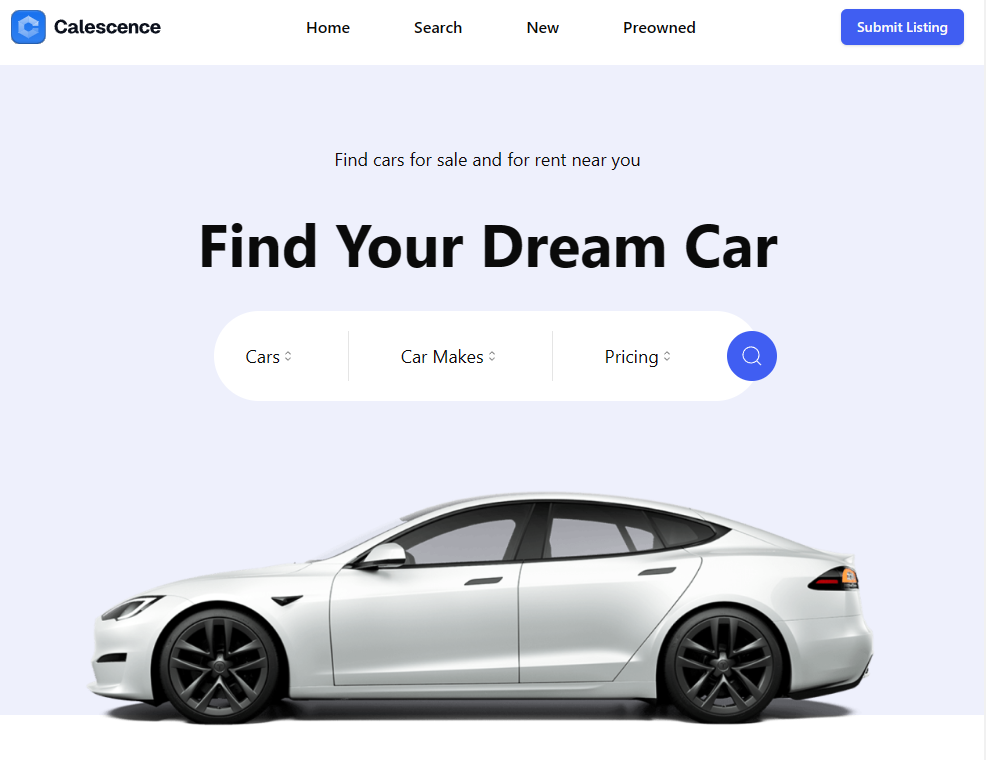 Calescence
Home
Search
New
Preowned
Submit Listing
Find cars for sale and for rent near you
Find Your Dream Car
Cars
Car Makes
Pricing